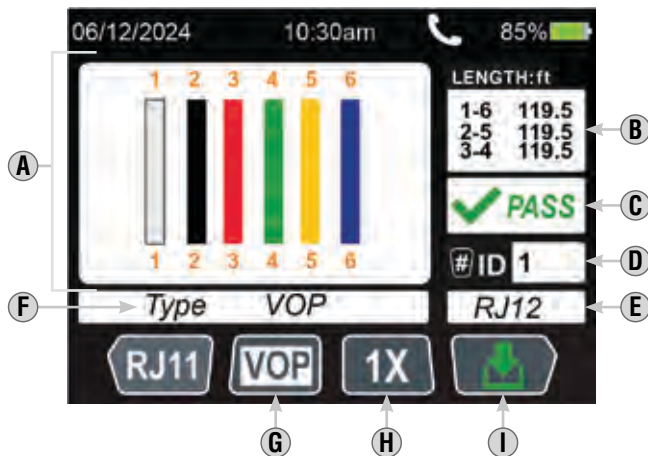 06/12/2024 10:30am 85%
1 2 3 4 5 6
1 2 3 4 5 6
LENGTH:ft
1-6 119.5
2-5 119.5
3-4 119.5
PASS
# ID 1
Type VOP
RJ12
RJ11 VOP 1X
A
B
C
D
E
F
G
H
I